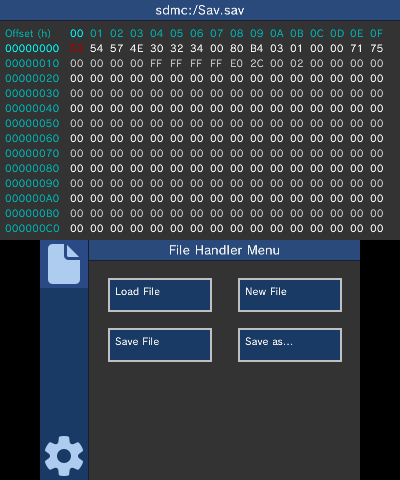 sdmc:/Sav.sav
Offset (h) 00 01 02 03 04 05 06 07 08 09 0A 0B 0C 0D 0E 0F
00000000 54 57 4E 30 32 34 00 80 B4 03 01 00 00 71 75
00000010 00 00 00 00 FF FF FF FF E0 2C 00 02 00 00 00 00
00000020 00 00 00 00 00 00 00 00 00 00 00 00 00 00 00 00
00000030 00 00 00 00 00 00 00 00 00 00 00 00 00 00 00 00
00000040 00 00 00 00 00 00 00 00 00 00 00 00 00 00 00 00
00000050 00 00 00 00 00 00 00 00 00 00 00 00 00 00 00 00
00000060 00 00 00 00 00 00 00 00 00 00 00 00 00 00 00 00
00000070 00 00 00 00 00 00 00 00 00 00 00 00 00 00 00 00
00000080 00 00 00 00 00 00 00 00 00 00 00 00 00 00 00 00
00000090 00 00 00 00 00 00 00 00 00 00 00 00 00 00 00 00
000000A0 00 00 00 00 00 00 00 00 00 00 00 00 00 00 00 00
000000B0 00 00 00 00 00 00 00 00 00 00 00 00 00 00 00 00
000000C0 00 00 00 00 00 00 00 00 00 00 00 00 00 00 00 00
File Handler Menu
Load File
New File
Save File
Save as...